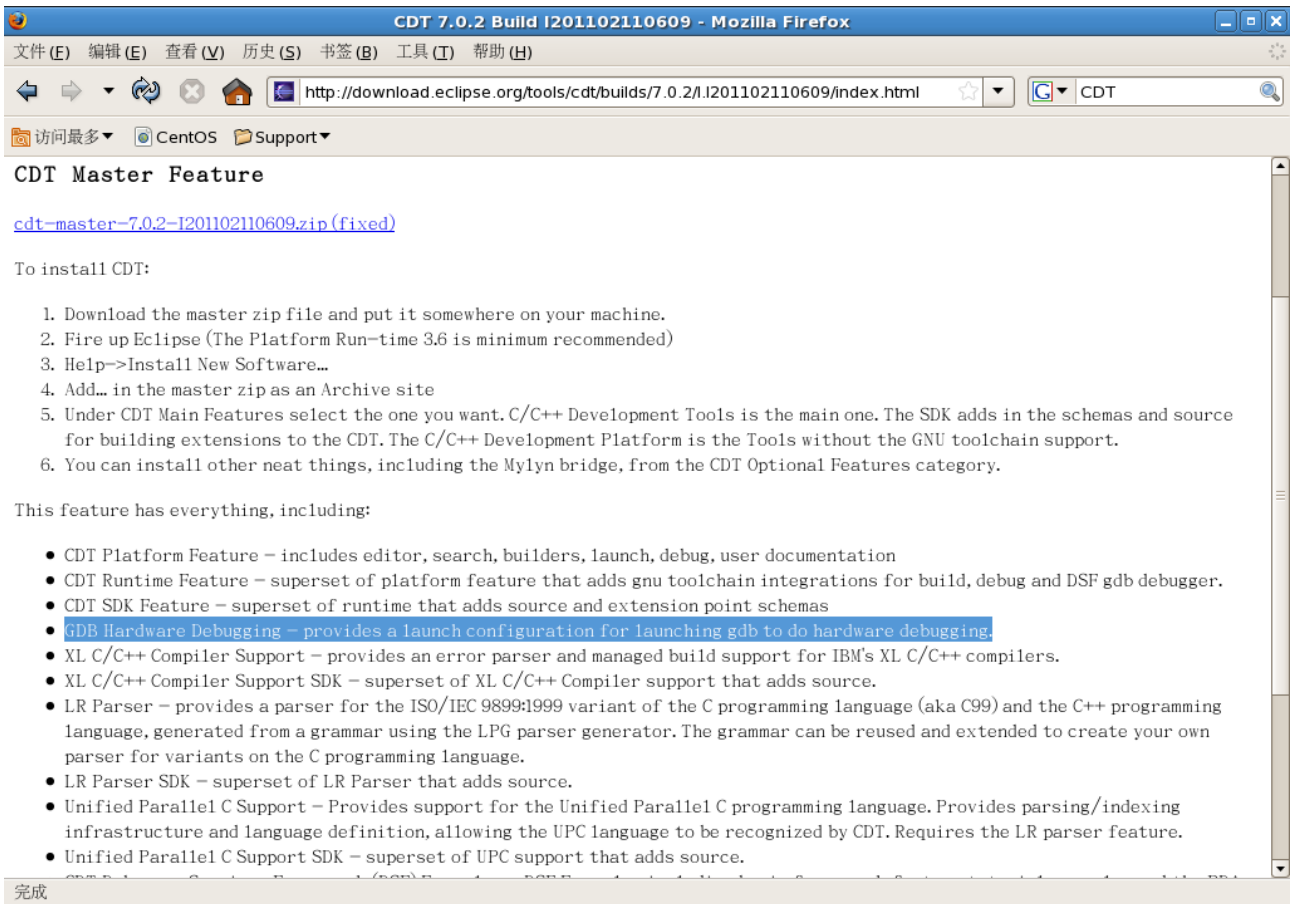 CDT 7.0.2 Build I201102110609 - Mozilla Firefox
文件(F) 编辑(E) 查看(V) 历史(S) 书签(B) 工具(T) 帮助(H)
http://download.eclipse.org/tools/cdt/builds/7.0.2/I.I201102110609/index.html G CDT
访问最多 CentOS Support
CDT Master Feature
cdt-master-7.0.2-I201102110609.zip (fixed)
To install CDT:
1. Download the master zip file and put it somewhere on your machine.
2. Fire up Eclipse (The Platform Run-time 3.6 is minimum recommended)
3. Help->Install New Software...
4. Add... in the master zip as an Archive site
5. Under CDT Main Features select the one you want. C/C++ Development Tools is the main one. The SDK adds in the schemas and source
for building extensions to the CDT. The C/C++ Development Platform is the Tools without the GNU toolchain support.
6. You can install other neat things, including the Mylyn bridge, from the CDT Optional Features category.
This feature has everything, including:
● CDT Platform Feature - includes editor, search, builders, launch, debug, user documentation
● CDT Runtime Feature - superset of platform feature that adds gnu toolchain integrations for build, debug and DSF gdb debugger.
● CDT SDK Feature - superset of runtime that adds source and extension point schemas
● GDB Hardware Debugging - provides a launch configuration for launching gdb to do hardware debugging.
● XL C/C++ Compiler Support - provides an error parser and managed build support for IBM's XL C/C++ compilers.
● XL C/C++ Compiler Support SDK - superset of XL C/C++ Compiler support that adds source.
● LR Parser - provides a parser for the ISO/IEC 9899:1999 variant of the C programming language (aka C99) and the C++ programming
language, generated from a grammar using the LPG parser generator. The grammar can be reused and extended to create your own
parser for variants on the C programming language.
● LR Parser SDK - superset of LR Parser that adds source.
● Unified Parallel C Support - Provides support for the Unified Parallel C programming language. Provides parsing/indexing
infrastructure and language definition, allowing the UPC language to be recognized by CDT. Requires the LR parser feature.
● Unified Parallel C Support SDK - superset of UPC support that adds source.
完成